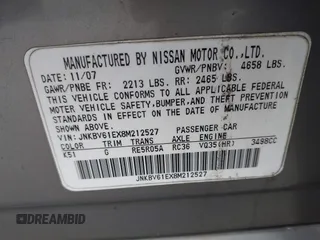 MANUFACTURED BY NISSAN MOTOR CO.,LTD.
DATE: 11/07 GVWR/PNBV: 4658 LBS.
GAWR/PNBE FR: 2213 LBS. RR: 2465 LBS.
THIS VEHICLE CONFORMS TO ALL APPLICABLE FEDERAL
MOTOR VEHICLE SAFETY,BUMPER,AND THEFT PREVENTION
STANDARDS IN EFFECT ON THE DATE OF MANUFACTURE
SHOWN ABOVE.
VIN: JNKBV61EX8M212527 PASSENGER CAR
COLOR TRIM TRANS AXLE ENGINE
K51 G RE5R05A RC36 VQ35(HR) 3498CC
JNKBV61EX8M212527
DREAMBID